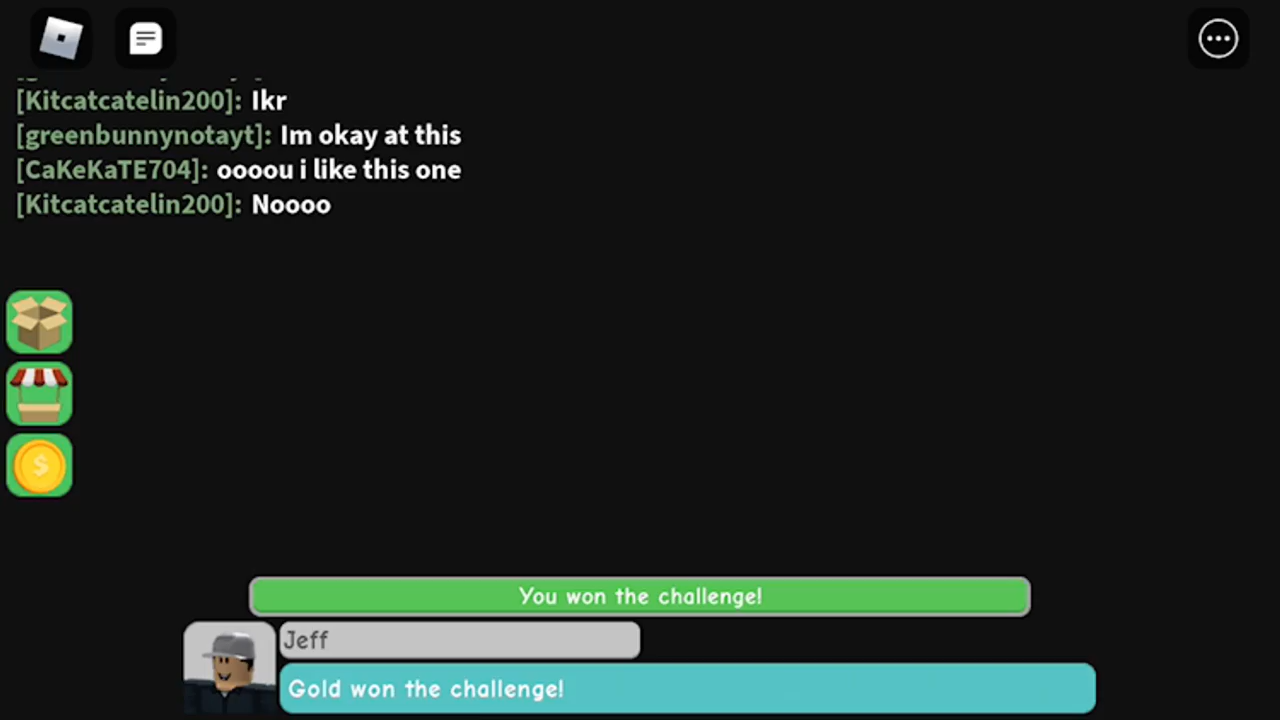 [Kitcatcatelin200]: Ikr
[greenbunnynotayt]: Im okay at this
[CaKeKaTE704]: oooou i like this one
[Kitcatcatelin200]: Noooo
$
You won the challenge!
Jeff
Gold won the challenge!